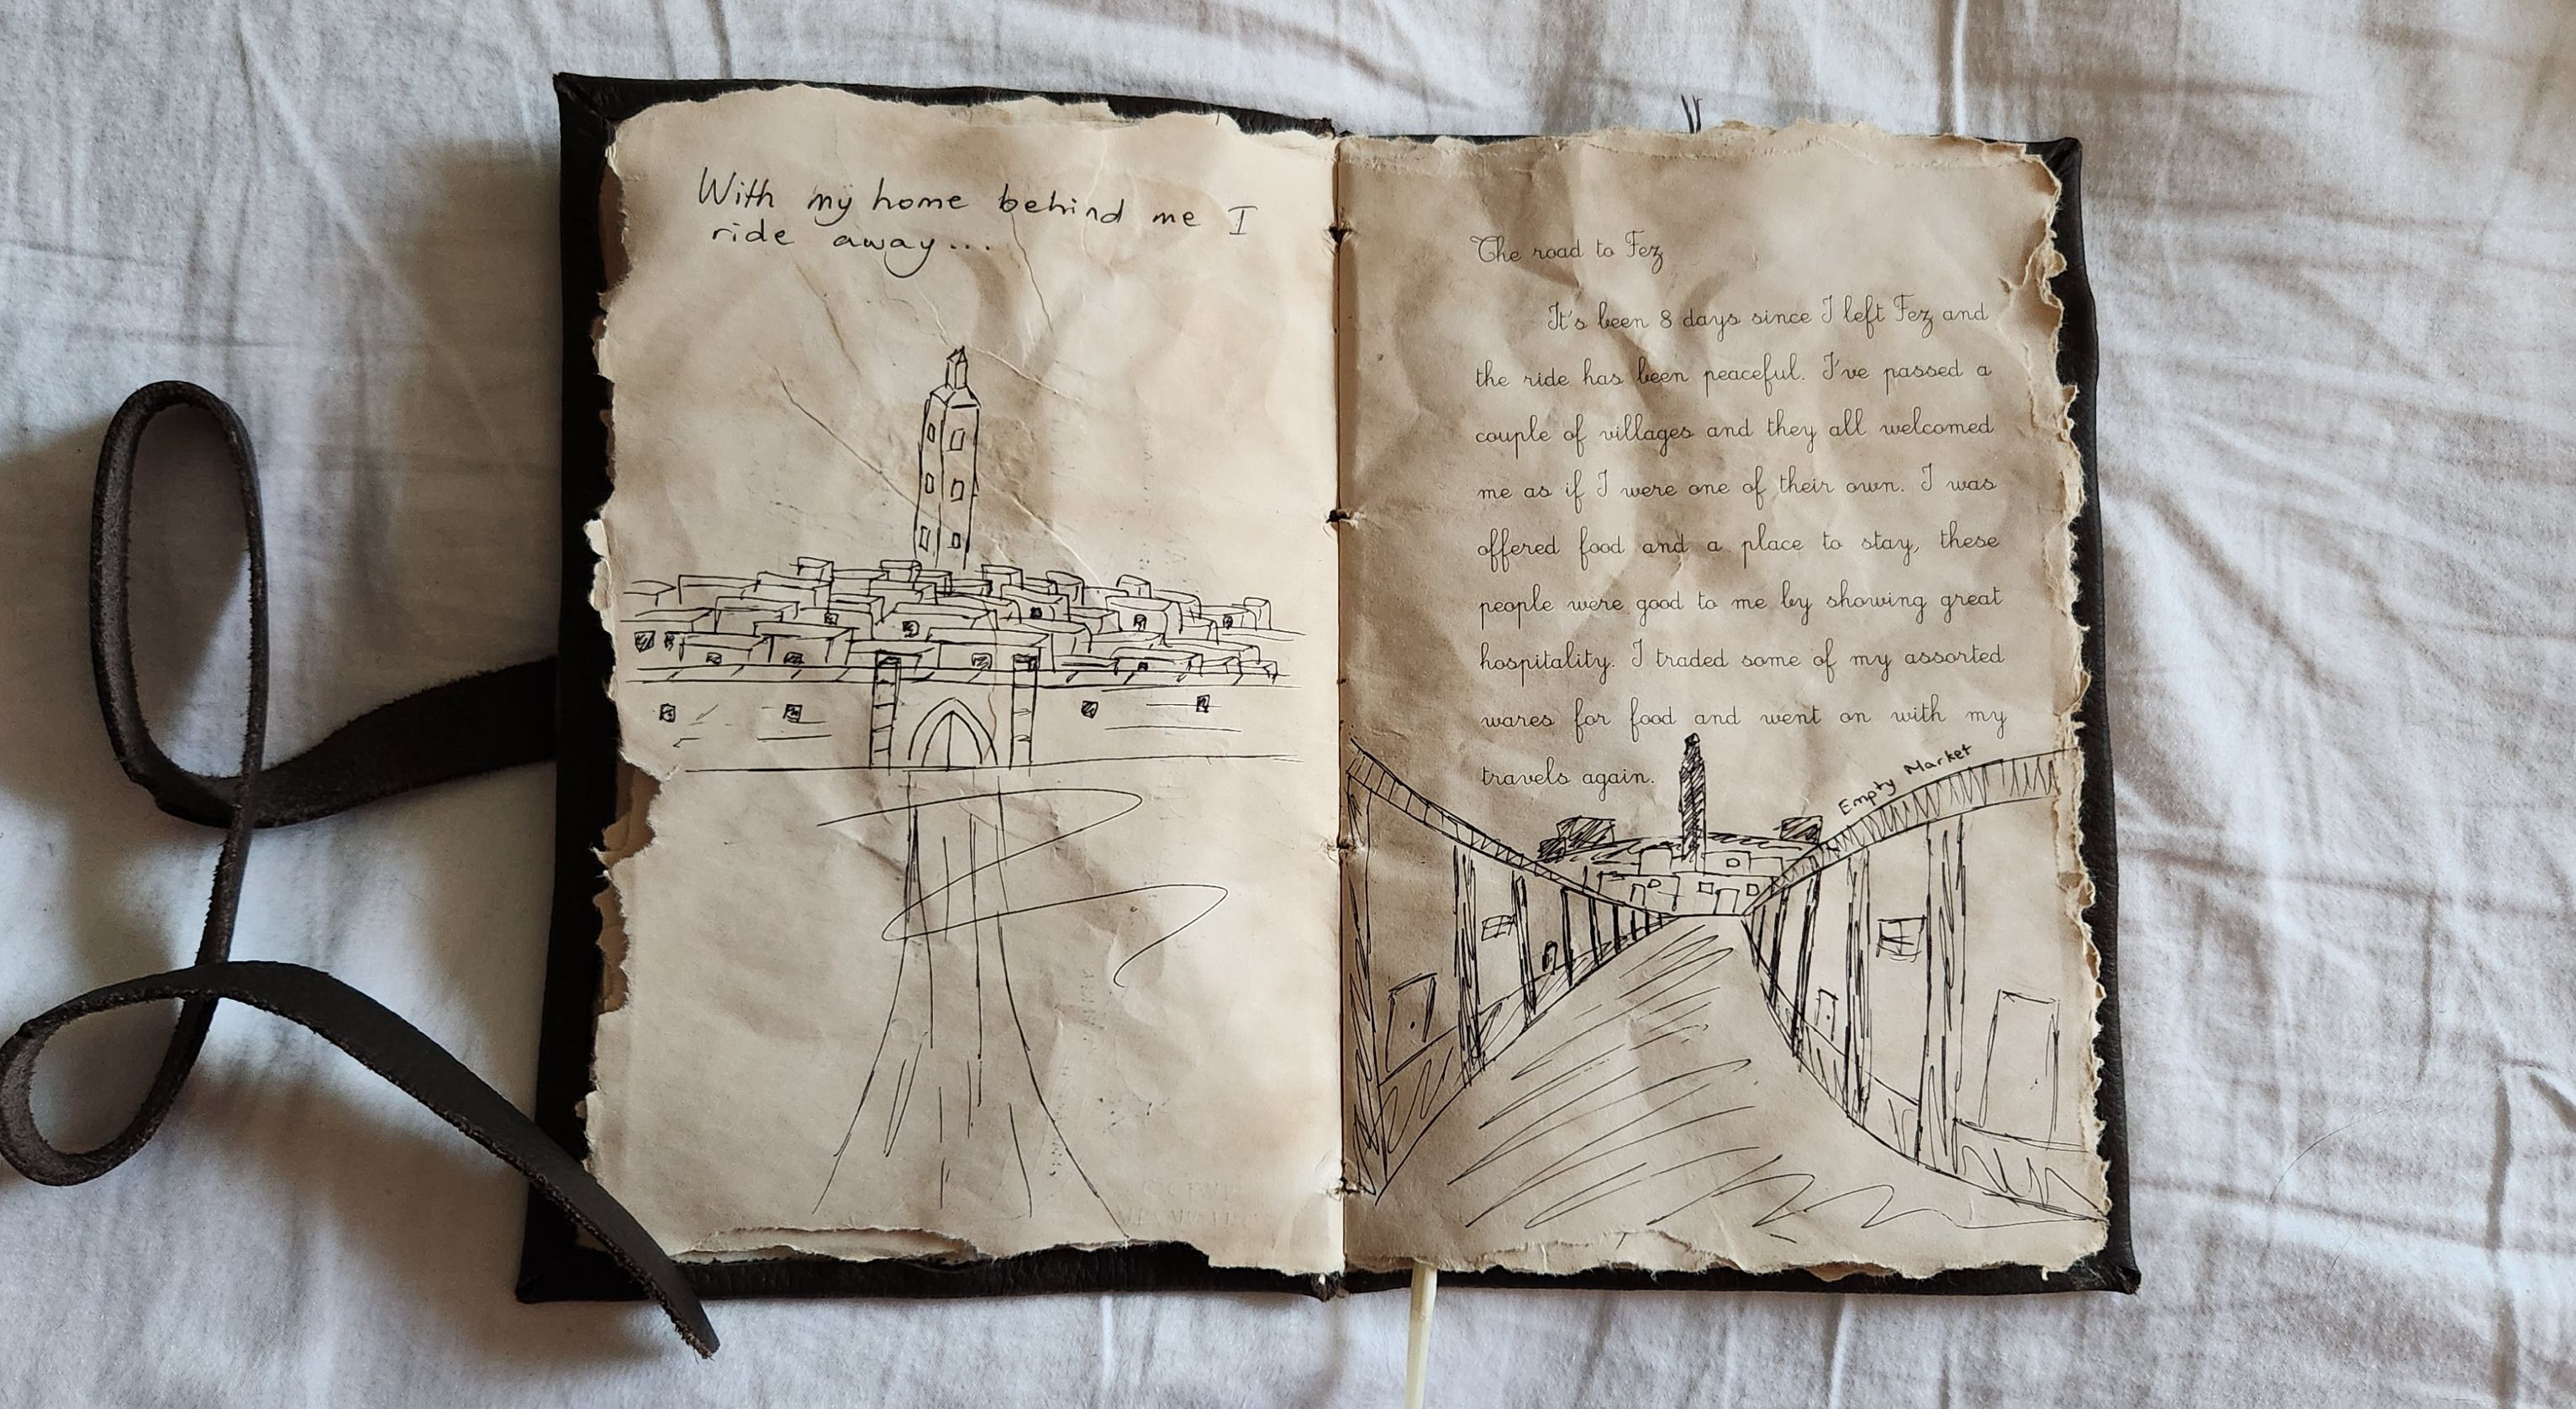 With my home behind me I
ride away...
The road to Fez
It's been 8 days since I left Fez and
the ride has been peaceful. I've passed a
couple of villages and they all welcomed
me as if I were one of their own. I was
offered food and a place to stay, these
people were good to me by showing great
hospitality. I traded some of my assorted
wares for food and went on with my
travels again.
Empty Market